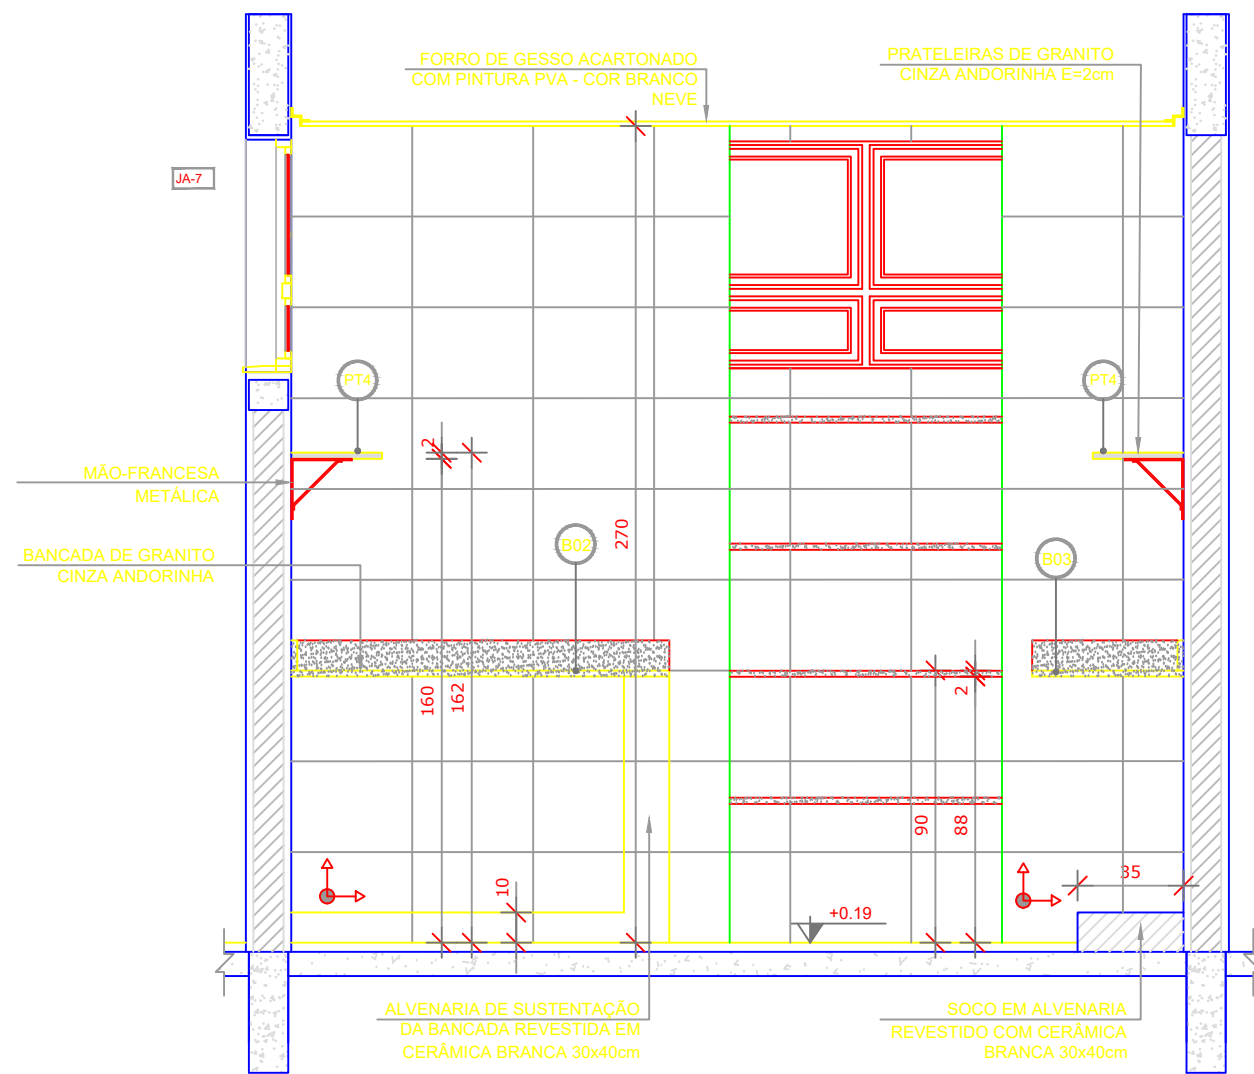 FORRO DE GESSO ACARTONADO
COM PINTURA PVA - COR BRANCO
NEVE
PRATELEIRAS DE GRANITO
CINZA ANDORINHA E=2cm
JA-7
PT4
PT4
2
MÃO-FRANCESA
METÁLICA
270
B02
B03
BANCADA DE GRANITO
CINZA ANDORINHA
160
162
2
90
88
35
10
+0.19
ALVENARIA DE SUSTENTAÇÃO
DA BANCADA REVESTIDA EM
CERÂMICA BRANCA 30x40cm
SOCO EM ALVENARIA
REVESTIDO COM CERÂMICA
BRANCA 30x40cm